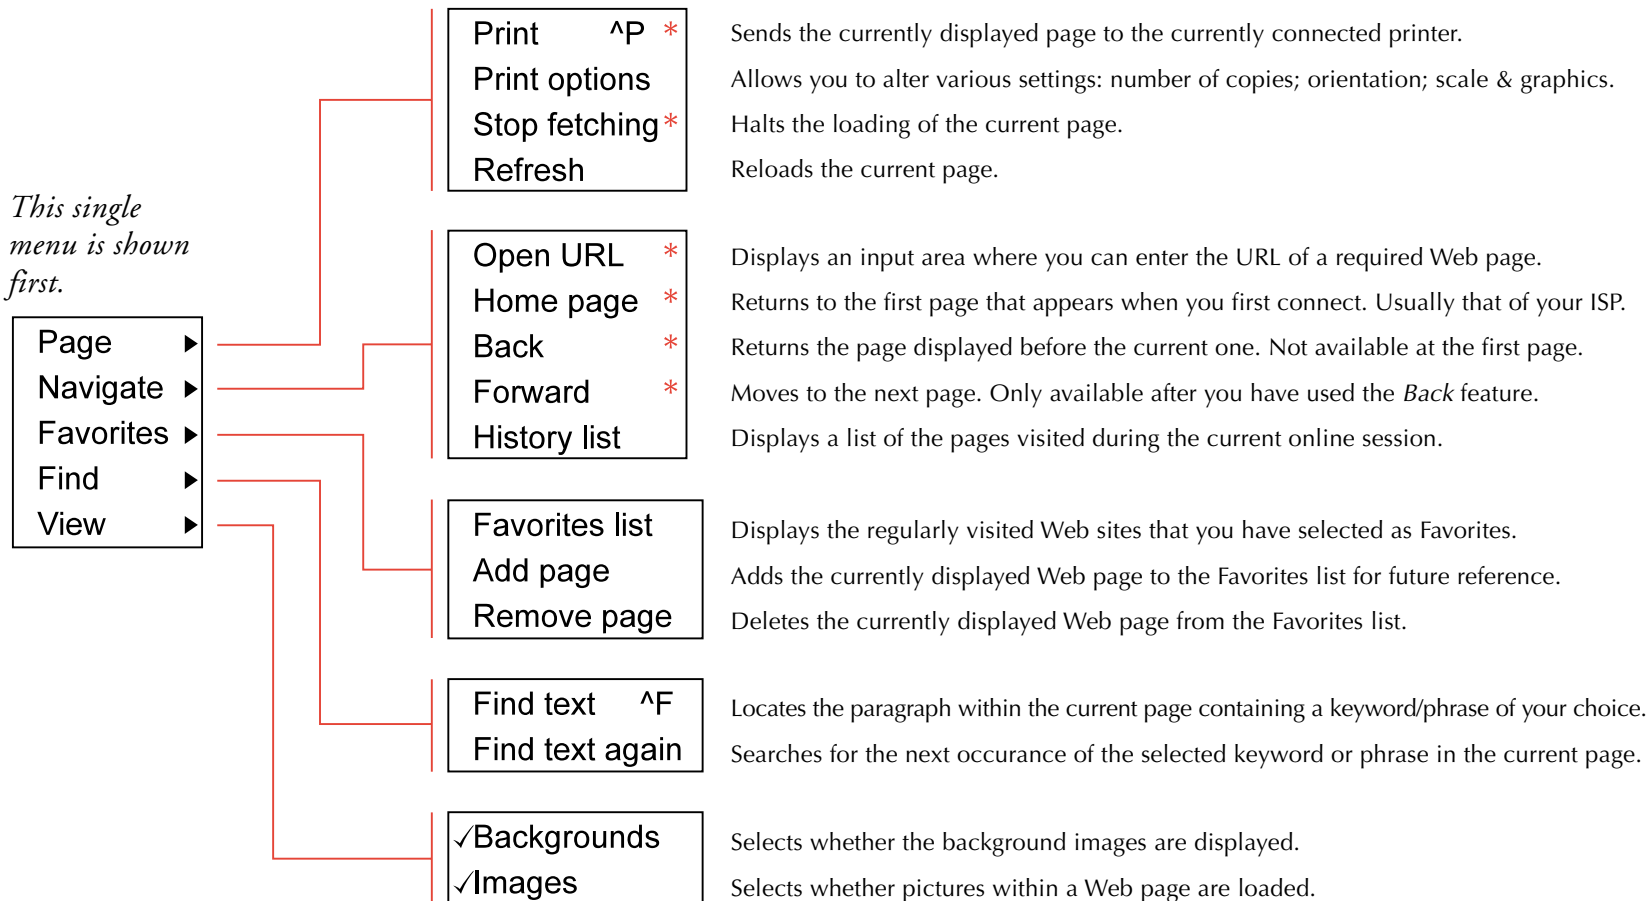 This single
menu is shown
first.
Page ▶
Navigate ▶
Favorites ▶
Find ▶
View ▶
Print ^P * Sends the currently displayed page to the currently connected printer.
Print options Allows you to alter various settings: number of copies; orientation; scale & graphics.
Stop fetching * Halts the loading of the current page.
Refresh Reloads the current page.
Open URL * Displays an input area where you can enter the URL of a required Web page.
Home page * Returns to the first page that appears when you first connect. Usually that of your ISP.
Back * Returns the page displayed before the current one. Not available at the first page.
Forward * Moves to the next page. Only available after you have used the Back feature.
History list Displays a list of the pages visited during the current online session.
Favorites list Displays the regularly visited Web sites that you have selected as Favorites.
Add page Adds the currently displayed Web page to the Favorites list for future reference.
Remove page Deletes the currently displayed Web page from the Favorites list.
Find text ^F Locates the paragraph within the current page containing a keyword/phrase of your choice.
Find text again Searches for the next occurance of the selected keyword or phrase in the current page.
✓Backgrounds Selects whether the background images are displayed.
✓Images Selects whether pictures within a Web page are loaded.